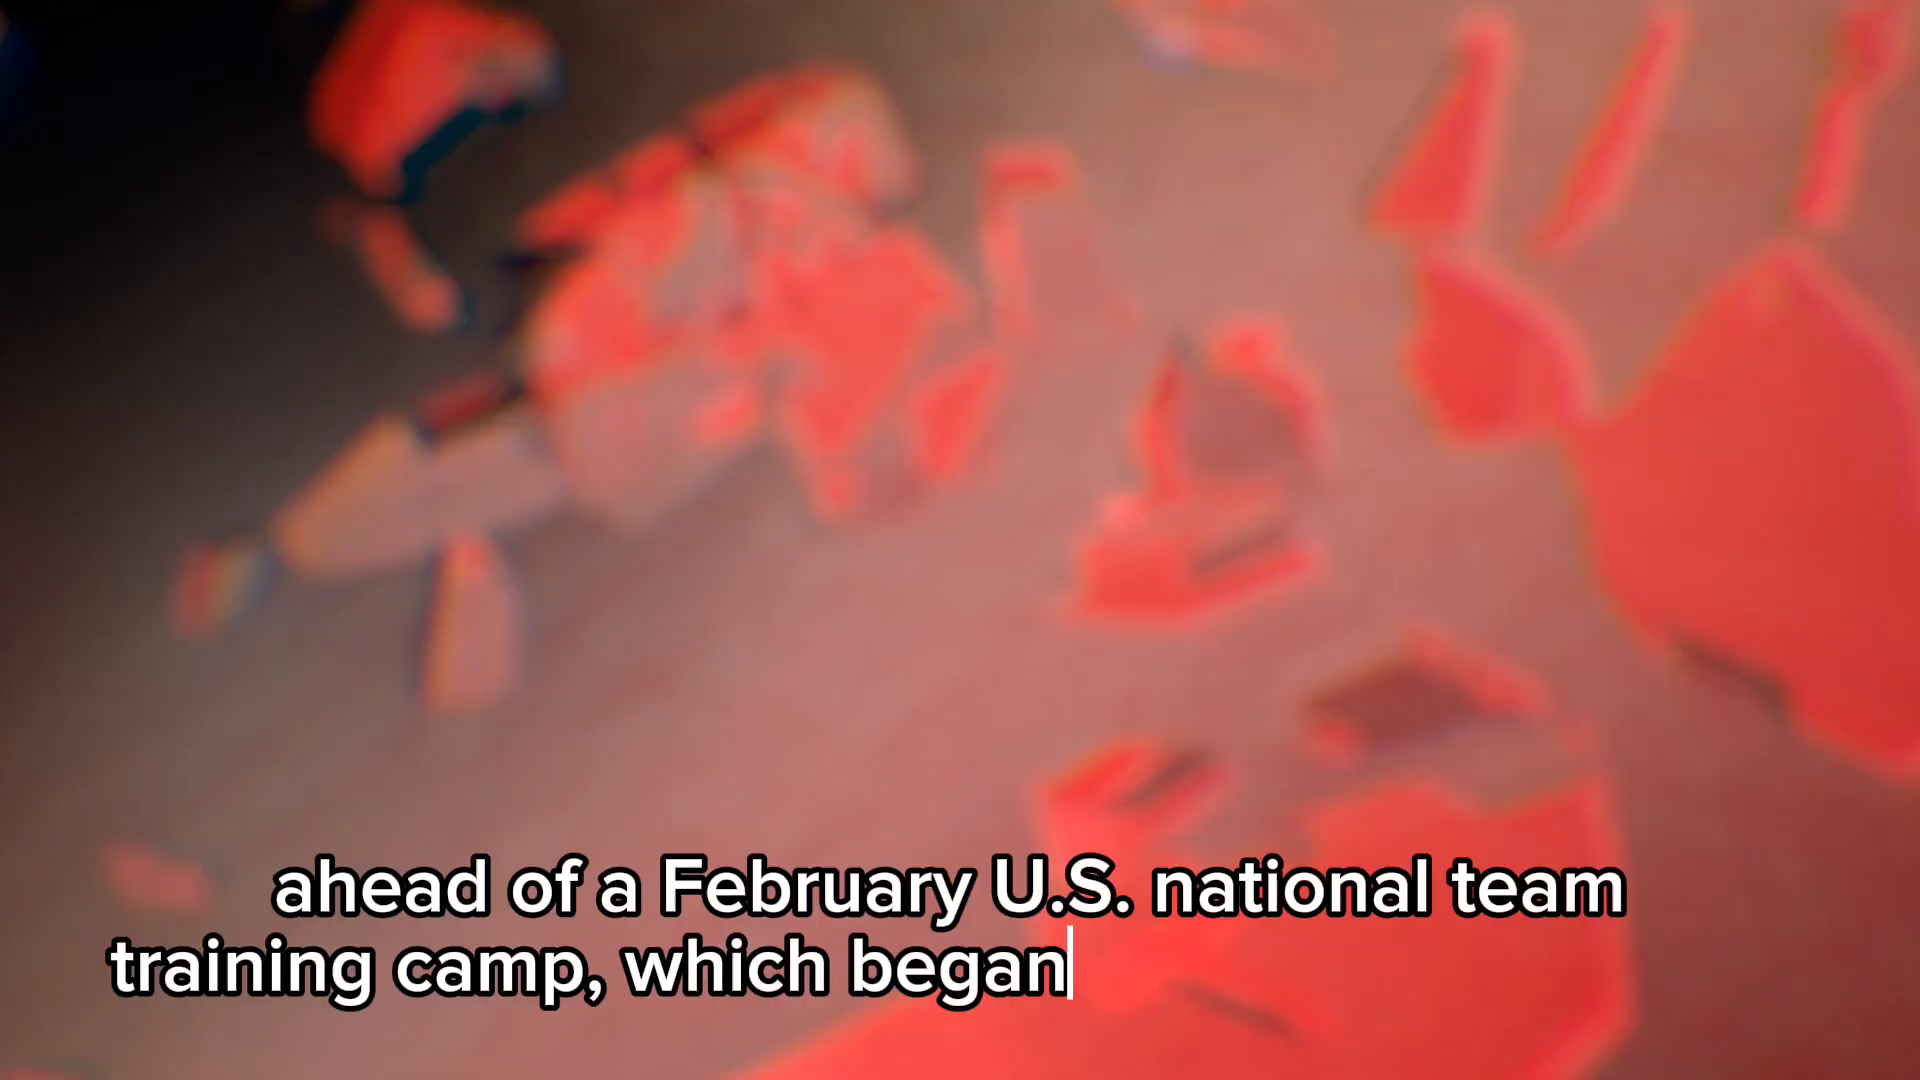 ahead of a February U.S. national team
training camp, which began